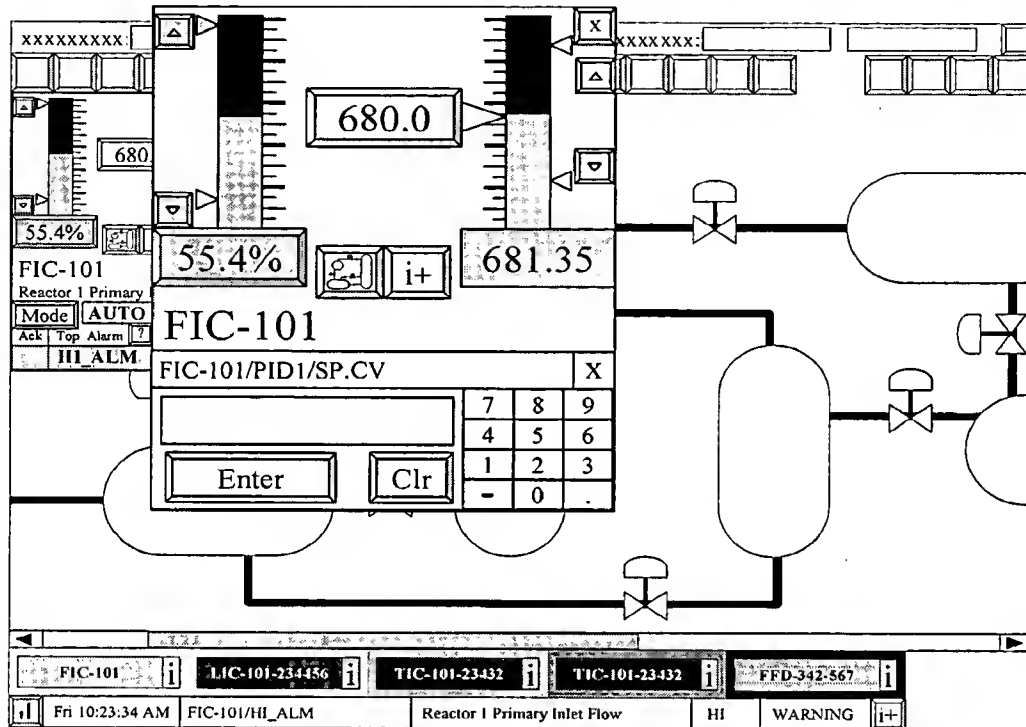 xxxxxxxxx:
X
xxxxxxx:
680.0
680.
55.4%
55.4%
i+
681.35
FIC-101
Reactor 1 Primary
Mode
AUTO
Ack
Top Alarm
?
HI_ALM
FIC-101
FIC-101/PID1/SP.CV
X
7 8 9
4 5 6
1 2 3
- 0 .
Enter
Clr
FIC-101
i
LIC-101-234456
i
TIC-101-23432
i
TIC-101-23432
i
FFD-342-567
i
Fri 10:23:34 AM
FIC-101/HI_ALM
Reactor 1 Primary Inlet Flow
HI
WARNING
i+